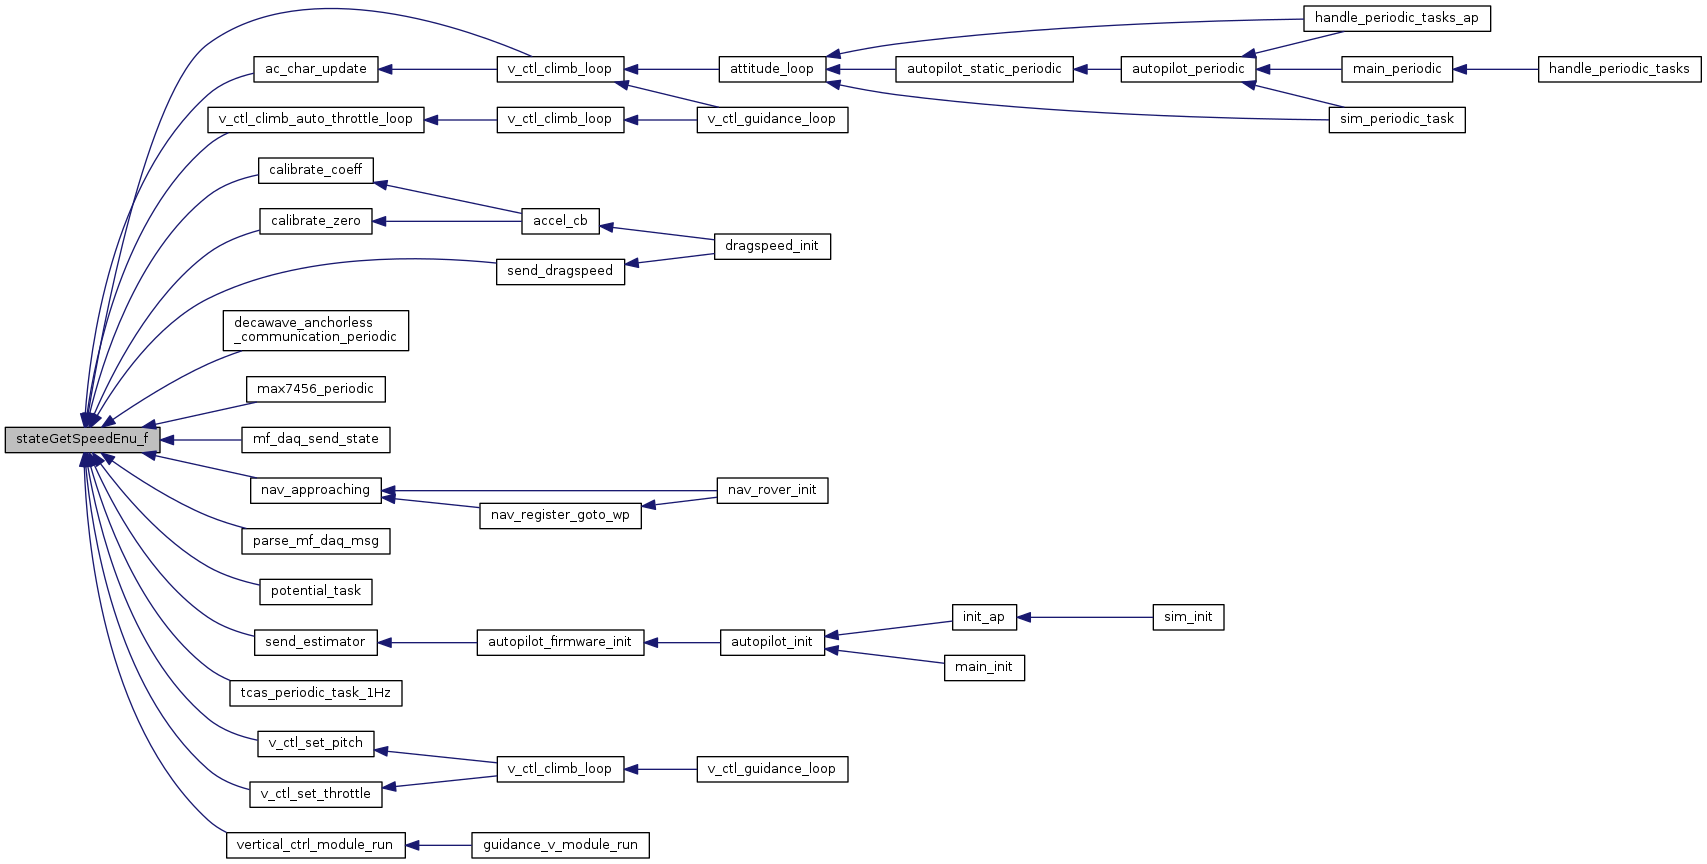 handle_periodic_tasks_ap
ac_char_update
v_ctl_climb_loop
attitude_loop
autopilot_static_periodic
autopilot_periodic
main_periodic
handle_periodic_tasks
v_ctl_climb_auto_throttle_loop
v_ctl_climb_loop
v_ctl_guidance_loop
sim_periodic_task
calibrate_coeff
calibrate_zero
accel_cb
dragspeed_init
send_dragspeed
decawave_anchorless
_communication_periodic
max7456_periodic
stateGetSpeedEnu_f
mf_daq_send_state
nav_approaching
nav_rover_init
nav_register_goto_wp
parse_mf_daq_msg
potential_task
init_ap
sim_init
send_estimator
autopilot_firmware_init
autopilot_init
main_init
tcas_periodic_task_1Hz
v_ctl_set_pitch
v_ctl_climb_loop
v_ctl_guidance_loop
v_ctl_set_throttle
vertical_ctrl_module_run
guidance_v_module_run